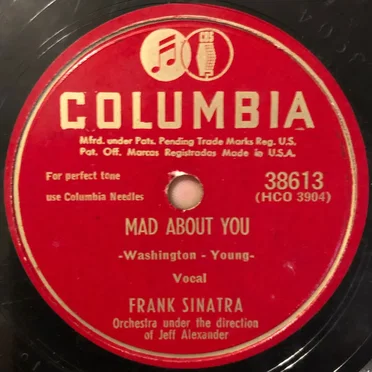 CBS
COLUMBIA
Mfrd. under Pats. Pending Trade Marks Reg. U.S.
Pat. Off. Marcas Registradas Made in U.S.A.
For perfect tone
use Columbia Needles
38613
(HCO 3904)
MAD ABOUT YOU
-Washington - Young-
Vocal
FRANK SINATRA
Orchestra under the direction
of Jeff Alexander